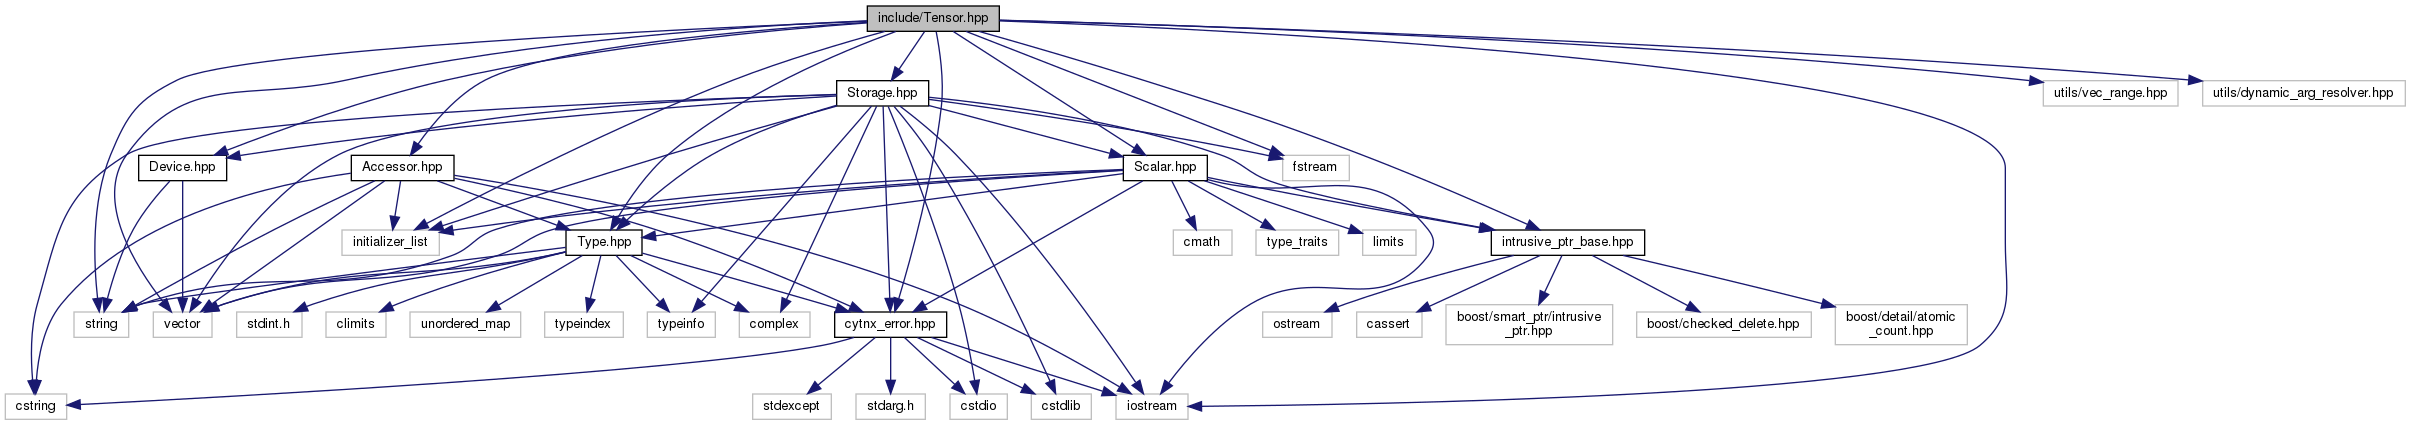 include/Tensor.hpp
Storage.hpp
utils/vec_range.hpp
utils/dynamic_arg_resolver.hpp
Device.hpp
Accessor.hpp
Scalar.hpp
fstream
initializer_list
Type.hpp
cmath
type_traits
limits
intrusive_ptr_base.hpp
string
vector
stdint.h
climits
unordered_map
typeindex
typeinfo
complex
cytnx_error.hpp
ostream
cassert
boost/smart_ptr/intrusive
_ptr.hpp
boost/checked_delete.hpp
boost/detail/atomic
_count.hpp
cstring
stdexcept
stdarg.h
cstdio
cstdlib
iostream